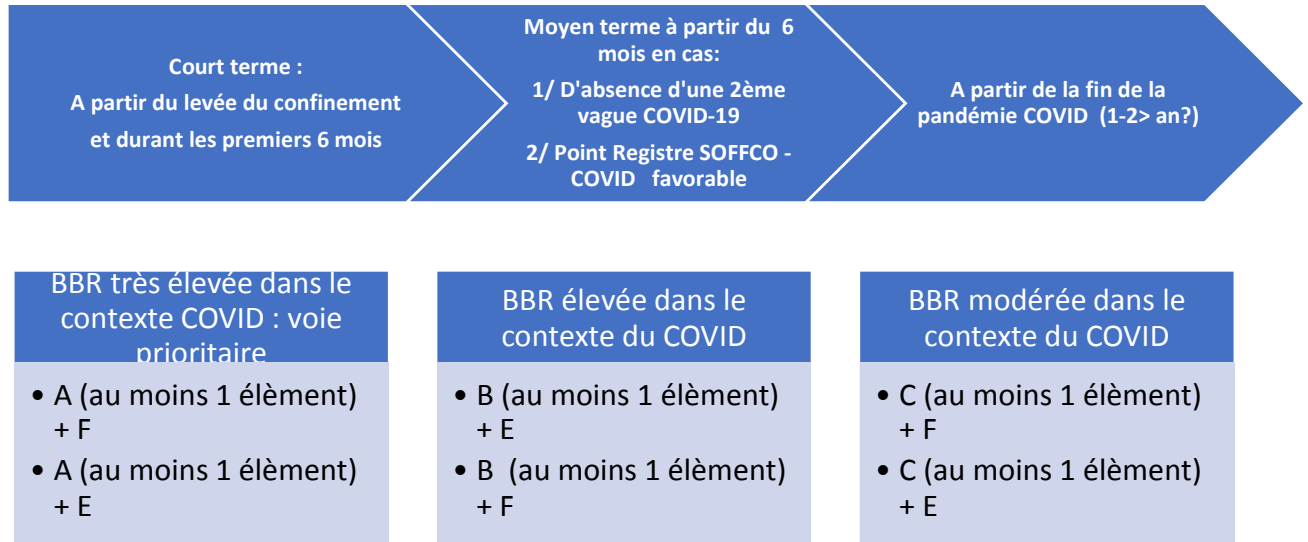 Court terme :
A partir du levée du confinement
et durant les premiers 6 mois
Moyen terme à partir du 6
mois en cas:
1/ D'absence d'une 2ème
vague COVID-19
2/ Point Registre SOFFCO -
COVID favorable
A partir de la fin de la
pandémie COVID (1-2> an?)
BBR très élevée dans le
contexte COVID : voie
prioritaire
• A (au moins 1 élèment)
+ F
• A (au moins 1 élèment)
+ E
BBR élevée dans le
contexte du COVID
• B (au moins 1 élèment)
+ E
• B (au moins 1 élèment)
+ F
BBR modérée dans le
contexte du COVID
• C (au moins 1 élèment)
+ F
• C (au moins 1 élèment)
+ E